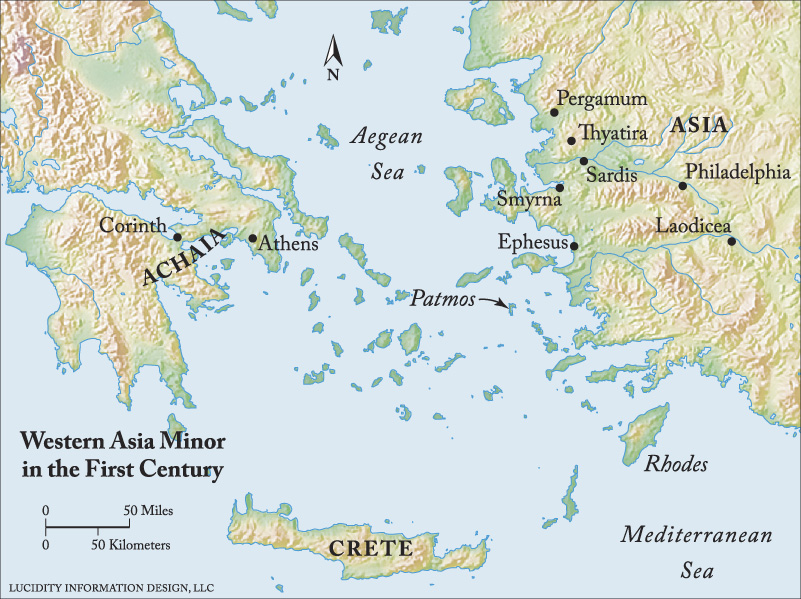 N
Pergamum
Thyatira
ASIA
Aegean
Sea
Sardis
Philadelphia
Smyrna
Corinth
Laodicea
ACHAIA
Athens
Ephesus
Patmos
Western Asia Minor
in the First Century
Rhodes
0 50 Miles
0 50 Kilometers
CRETE
Mediterranean
Sea
LUCIDITY INFORMATION DESIGN, LLC